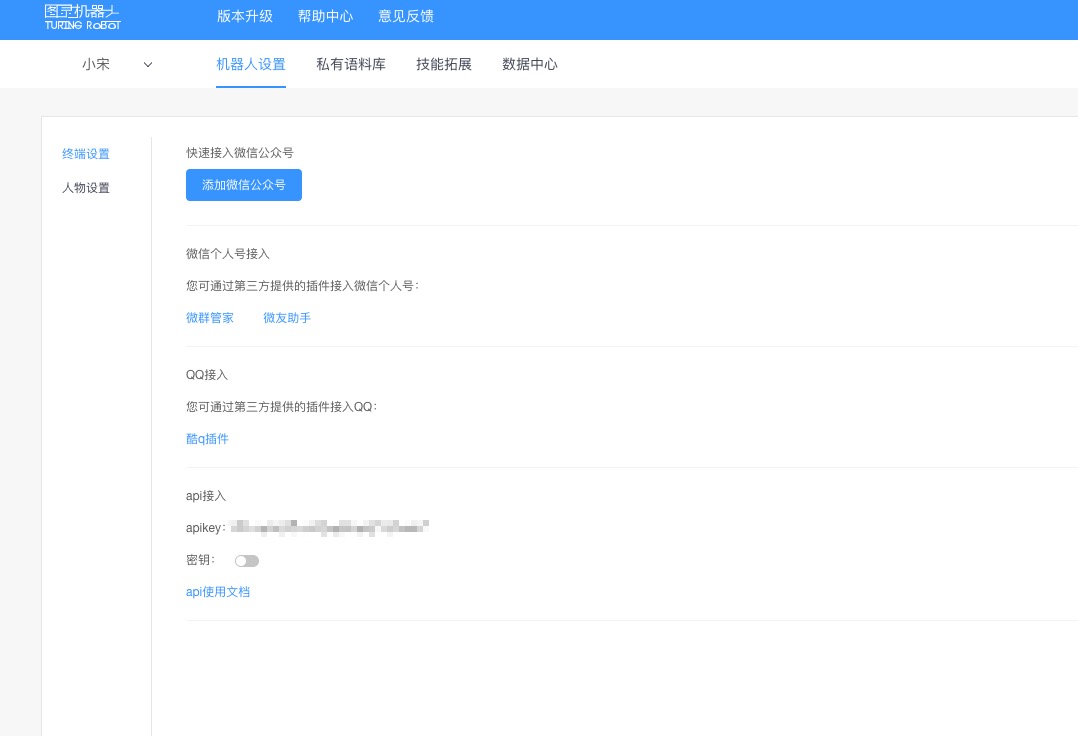 图灵机器人
TURING ROBOT
版本升级 帮助中心 意见反馈
小宋 机器人设置 私有语料库 技能拓展 数据中心
终端设置
人物设置
快速接入微信公众号
添加微信公众号
微信个人号接入
您可通过第三方提供的插件接入微信个人号：
微群管家 微友助手
QQ接入
您可通过第三方提供的插件接入QQ：
酷q插件
api接入
apikey：
密钥：
api使用文档